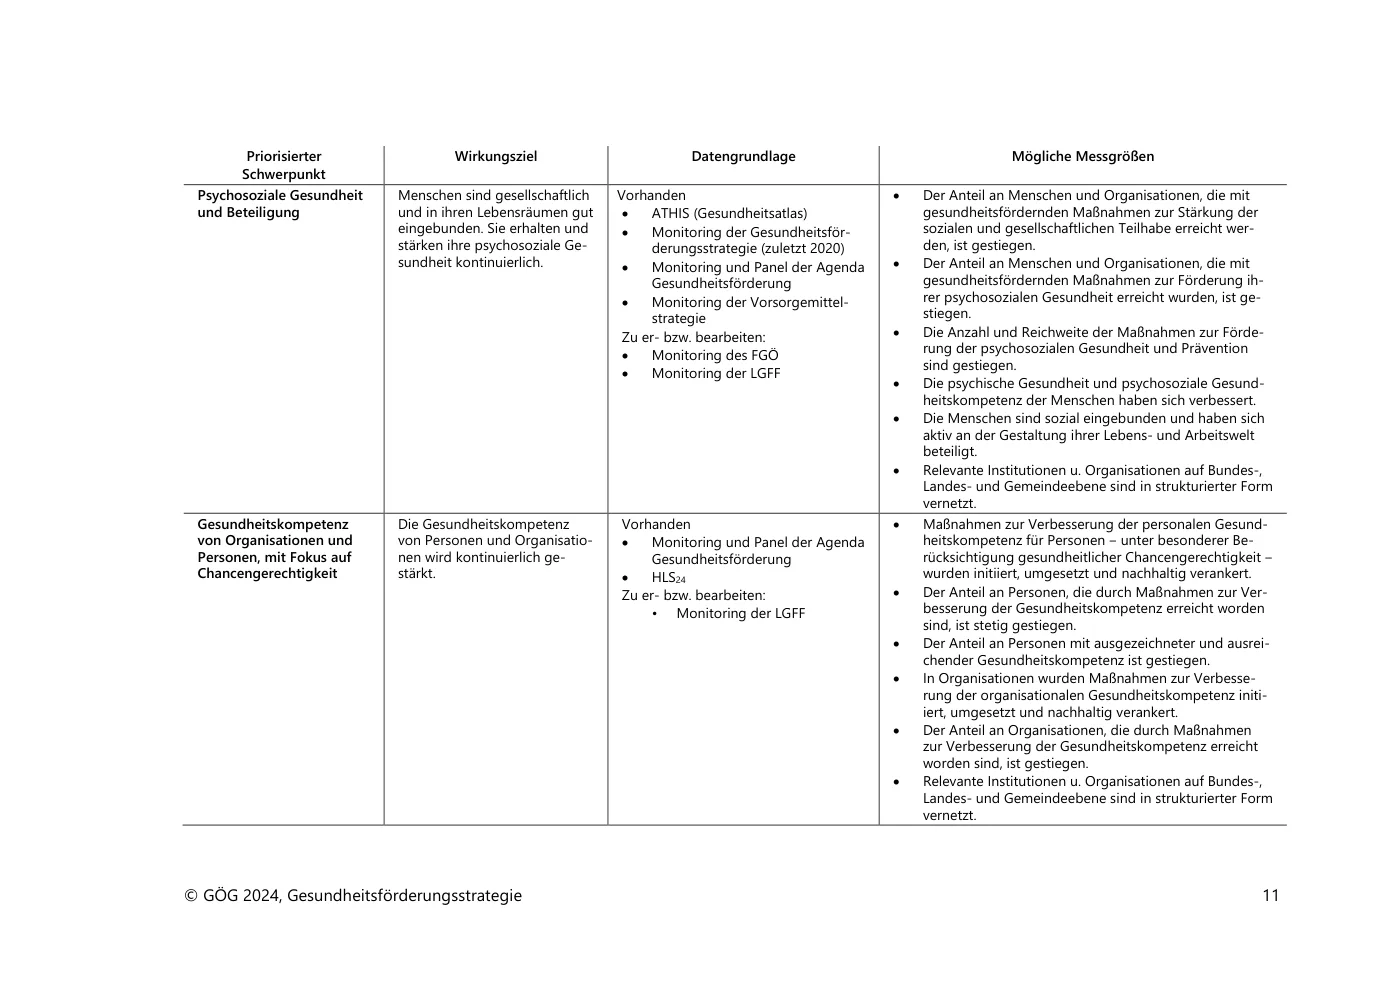 Priorisierter
Schwerpunkt
Wirkungsziel
Datengrundlage
Mögliche Messgrößen
Psychosoziale Gesundheit
und Beteiligung
Menschen sind gesellschaftlich
und in ihren Lebensräumen gut
eingebunden. Sie erhalten und
stärken ihre psychosoziale Ge-
sundheit kontinuierlich.
Vorhanden
• ATHIS (Gesundheitsatlas)
• Monitoring der Gesundheitsför-
derungsstrategie (zuletzt 2020)
• Monitoring und Panel der Agenda
Gesundheitsförderung
• Monitoring der Vorsorgemittel-
strategie
Zu er- bzw. bearbeiten:
• Monitoring des FGÖ
• Monitoring der LGFF
• Der Anteil an Menschen und Organisationen, die mit
gesundheitsfördernden Maßnahmen zur Stärkung der
sozialen und gesellschaftlichen Teilhabe erreicht wer-
den, ist gestiegen.
• Der Anteil an Menschen und Organisationen, die mit
gesundheitsfördernden Maßnahmen zur Förderung ih-
rer psychosozialen Gesundheit erreicht wurden, ist ge-
stiegen.
• Die Anzahl und Reichweite der Maßnahmen zur Förde-
rung der psychosozialen Gesundheit und Prävention
sind gestiegen.
• Die psychische Gesundheit und psychosoziale Gesund-
heitskompetenz der Menschen haben sich verbessert.
• Die Menschen sind sozial eingebunden und haben sich
aktiv an der Gestaltung ihrer Lebens- und Arbeitswelt
beteiligt.
• Relevante Institutionen u. Organisationen auf Bundes-,
Landes- und Gemeindeebene sind in strukturierter Form
vernetzt.
Gesundheitskompetenz
von Organisationen und
Personen, mit Fokus auf
Chancengerechtigkeit
Die Gesundheitskompetenz
von Personen und Organisatio-
nen wird kontinuierlich ge-
stärkt.
Vorhanden
• Monitoring und Panel der Agenda
Gesundheitsförderung
• HLS₂₄
Zu er- bzw. bearbeiten:
• Monitoring der LGFF
• Maßnahmen zur Verbesserung der personalen Gesund-
heitskompetenz für Personen – unter besonderer Be-
rücksichtigung gesundheitlicher Chancengerechtigkeit –
wurden initiiert, umgesetzt und nachhaltig verankert.
• Der Anteil an Personen, die durch Maßnahmen zur Ver-
besserung der Gesundheitskompetenz erreicht worden
sind, ist stetig gestiegen.
• Der Anteil an Personen mit ausgezeichneter und ausrei-
chender Gesundheitskompetenz ist gestiegen.
• In Organisationen wurden Maßnahmen zur Verbesse-
rung der organisationalen Gesundheitskompetenz initi-
iert, umgesetzt und nachhaltig verankert.
• Der Anteil an Organisationen, die durch Maßnahmen
zur Verbesserung der Gesundheitskompetenz erreicht
worden sind, ist gestiegen.
• Relevante Institutionen u. Organisationen auf Bundes-,
Landes- und Gemeindeebene sind in strukturierter Form
vernetzt.
© GÖG 2024, Gesundheitsförderungsstrategie
11